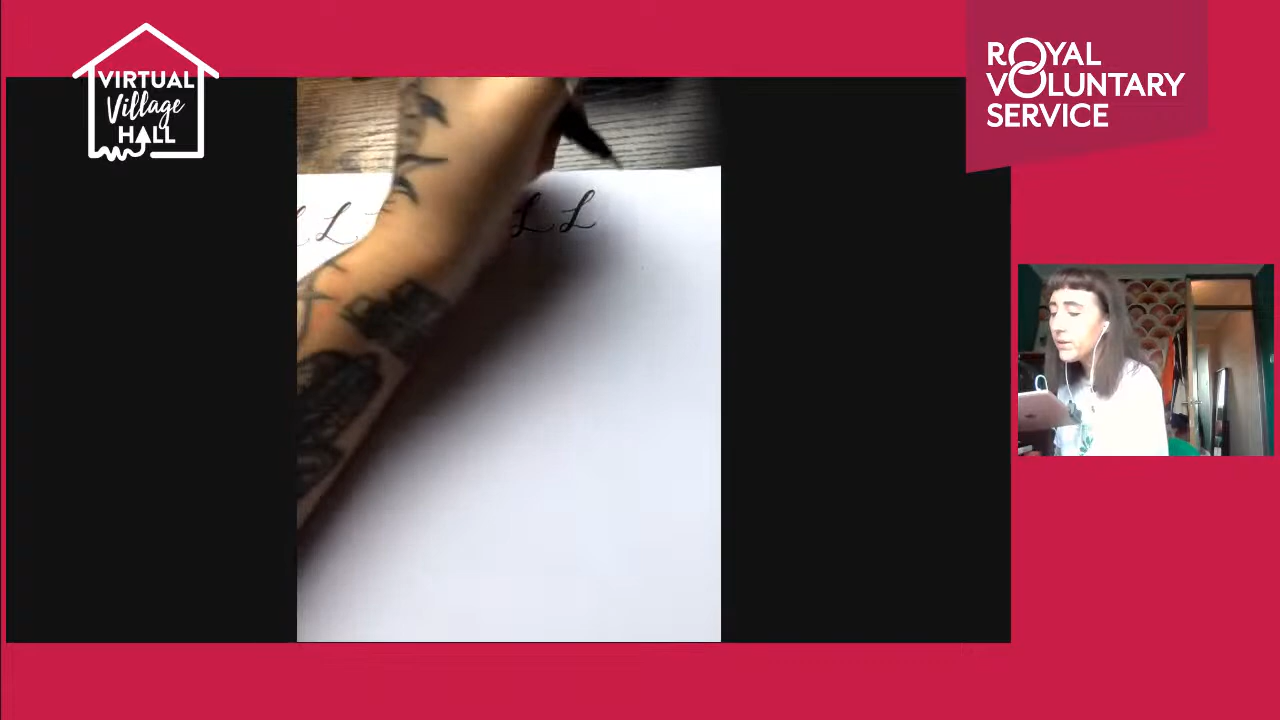 VIRTUAL
Village
HALL
ROYAL
VOLUNTARY
SERVICE
L L L L